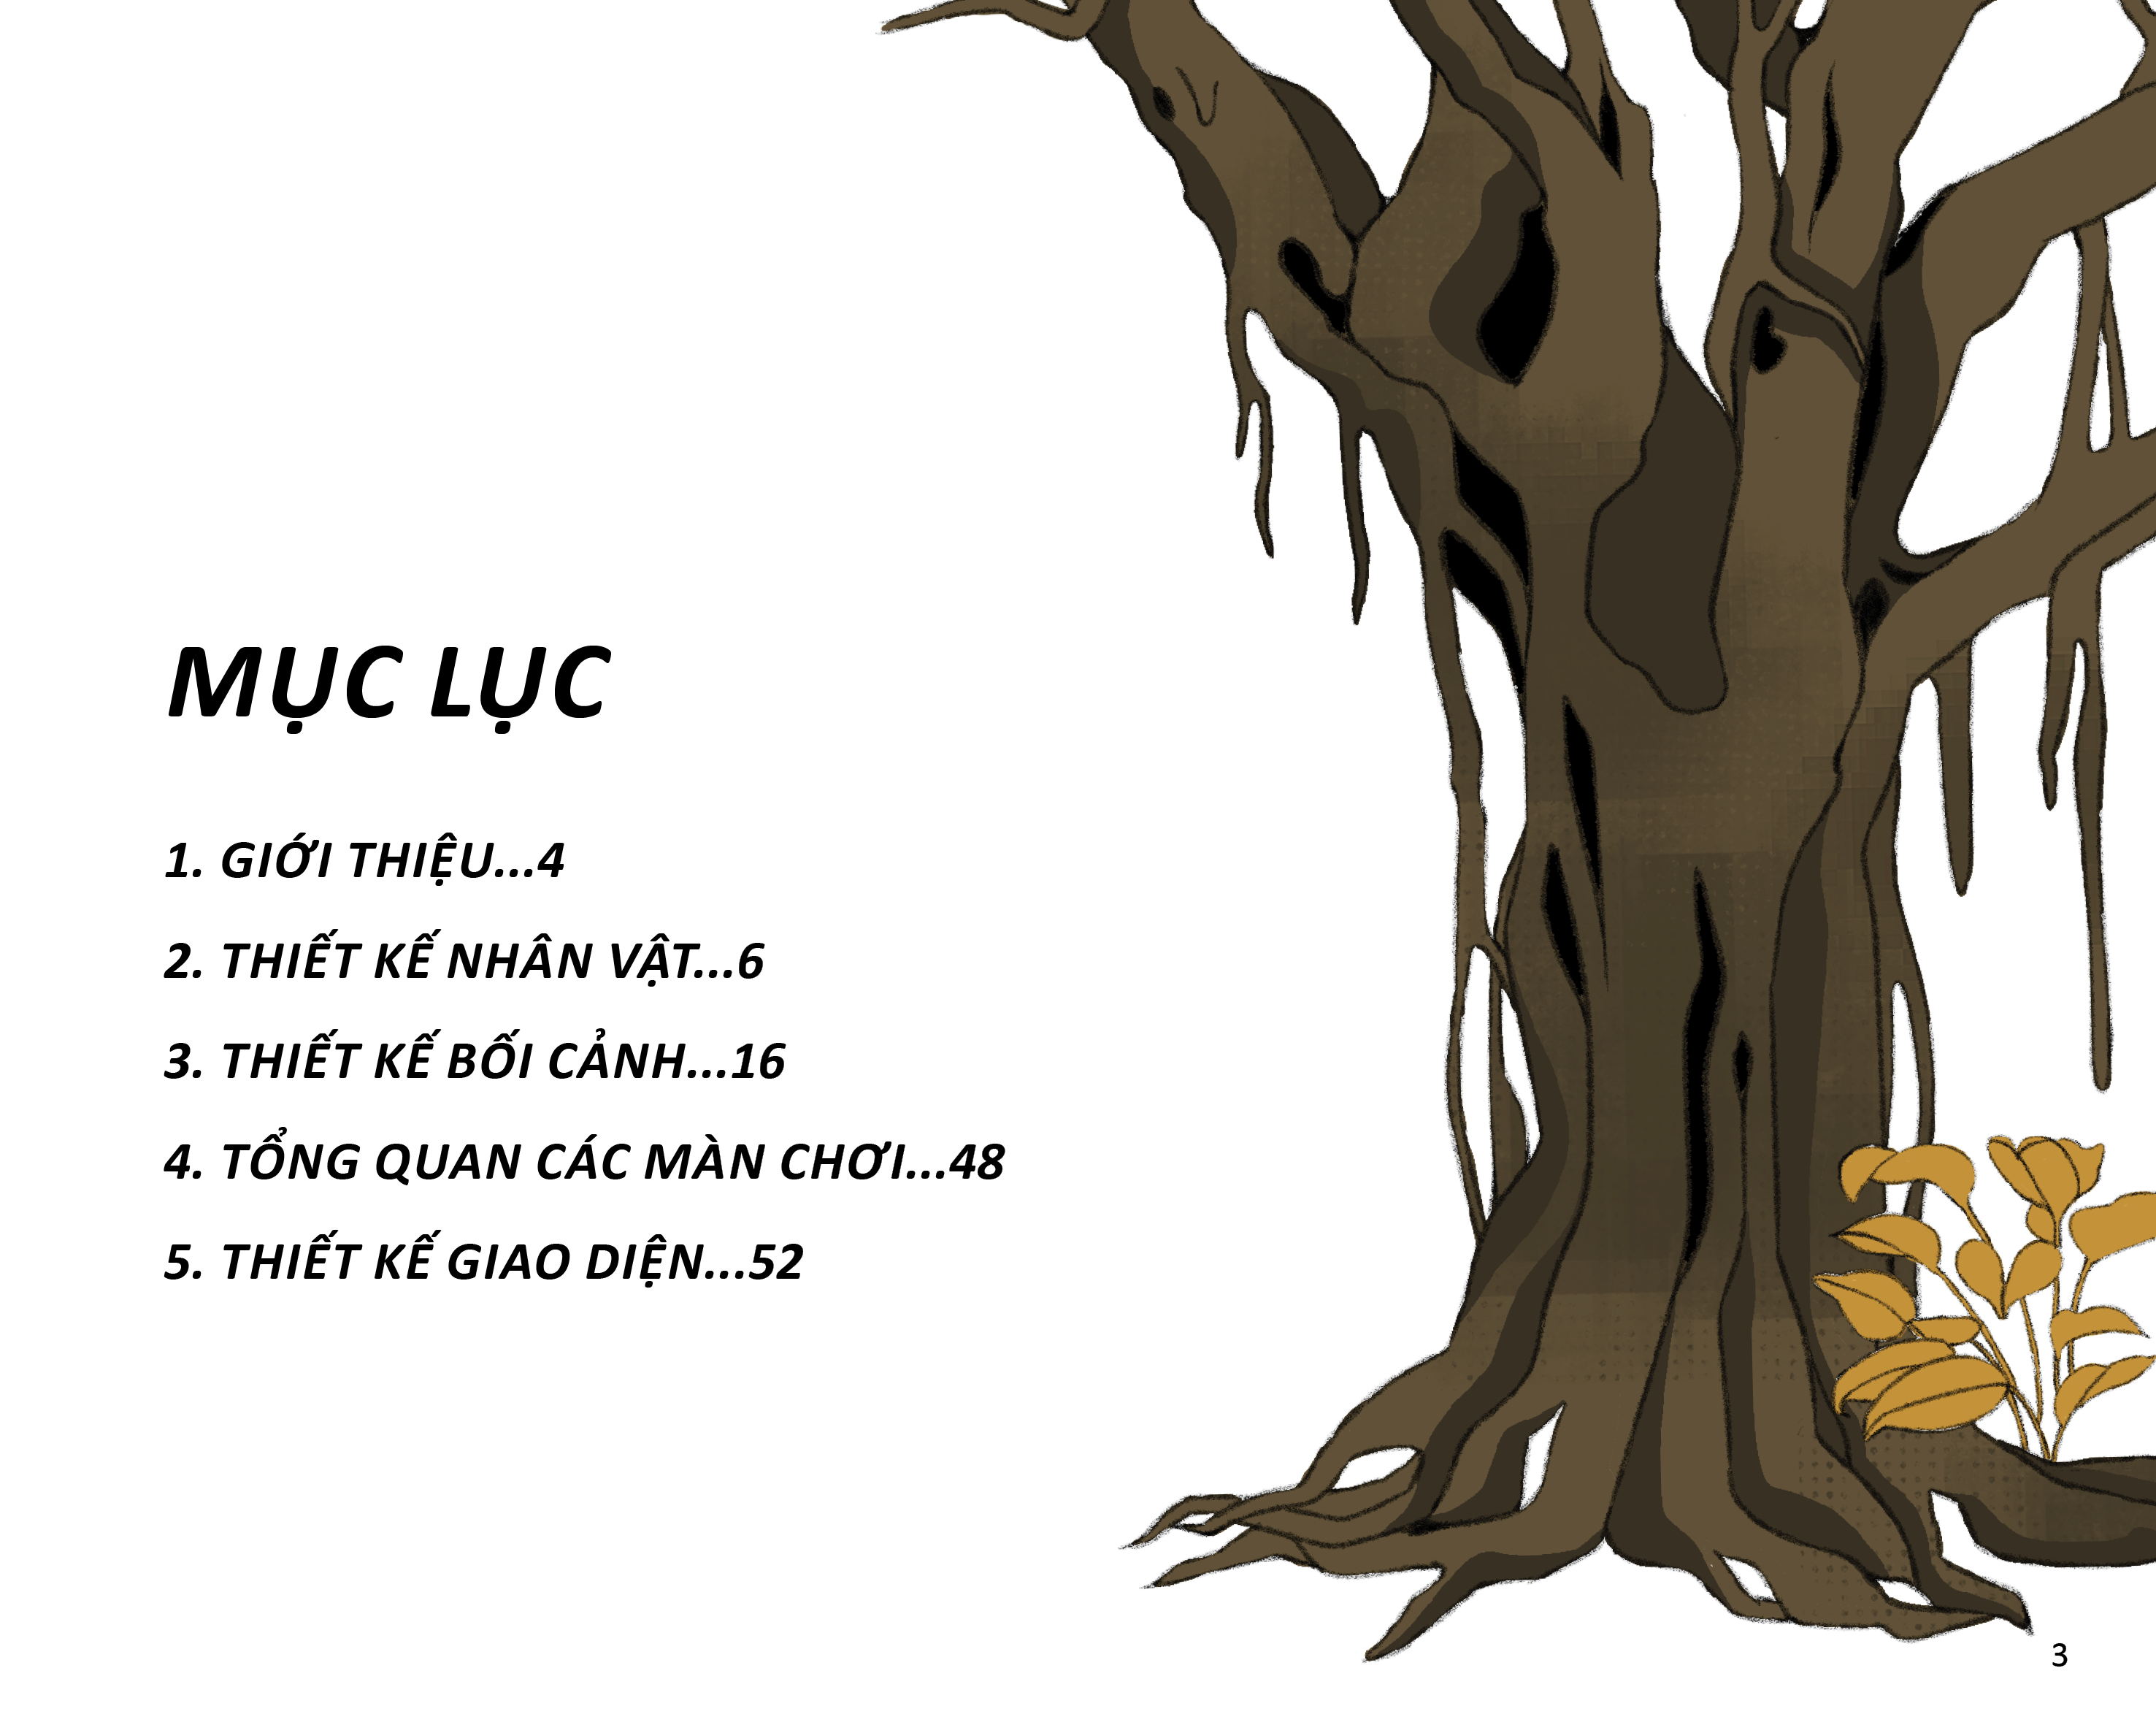 MỤC LỤC
1. GIỚI THIỆU...4
2. THIẾT KẾ NHÂN VẬT...6
3. THIẾT KẾ BỐI CẢNH...16
4. TỔNG QUAN CÁC MÀN CHƠI...48
5. THIẾT KẾ GIAO DIỆN...52
3